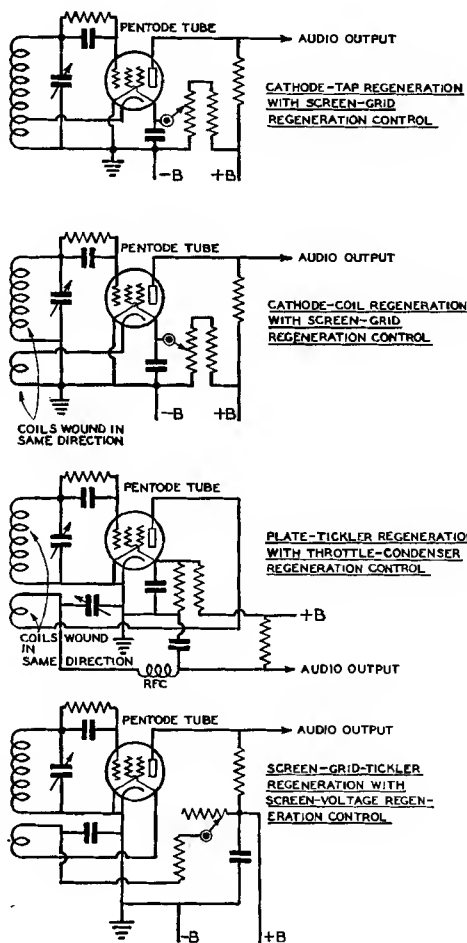 PENTODE TUBE
AUDIO OUTPUT
CATHODE-TAP REGENERATION
WITH SCREEN-GRID
REGENERATION CONTROL
-B +B
PENTODE TUBE
AUDIO OUTPUT
CATHODE-COIL REGENERATION
WITH SCREEN-GRID
REGENERATION CONTROL
COILS WOUND IN
SAME DIRECTION
-B +B
PENTODE TUBE
PLATE-TICKLER REGENERATION
WITH THROTTLE-CONDENSER
REGENERATION CONTROL
+B
COILS WOUND
IN
SAME DIRECTION
RFC
AUDIO OUTPUT
PENTODE TUBE
AUDIO OUTPUT
SCREEN-GRID-TICKLER
REGENERATION WITH
SCREEN-VOLTAGE REGEN-
ERATION CONTROL
-B +B